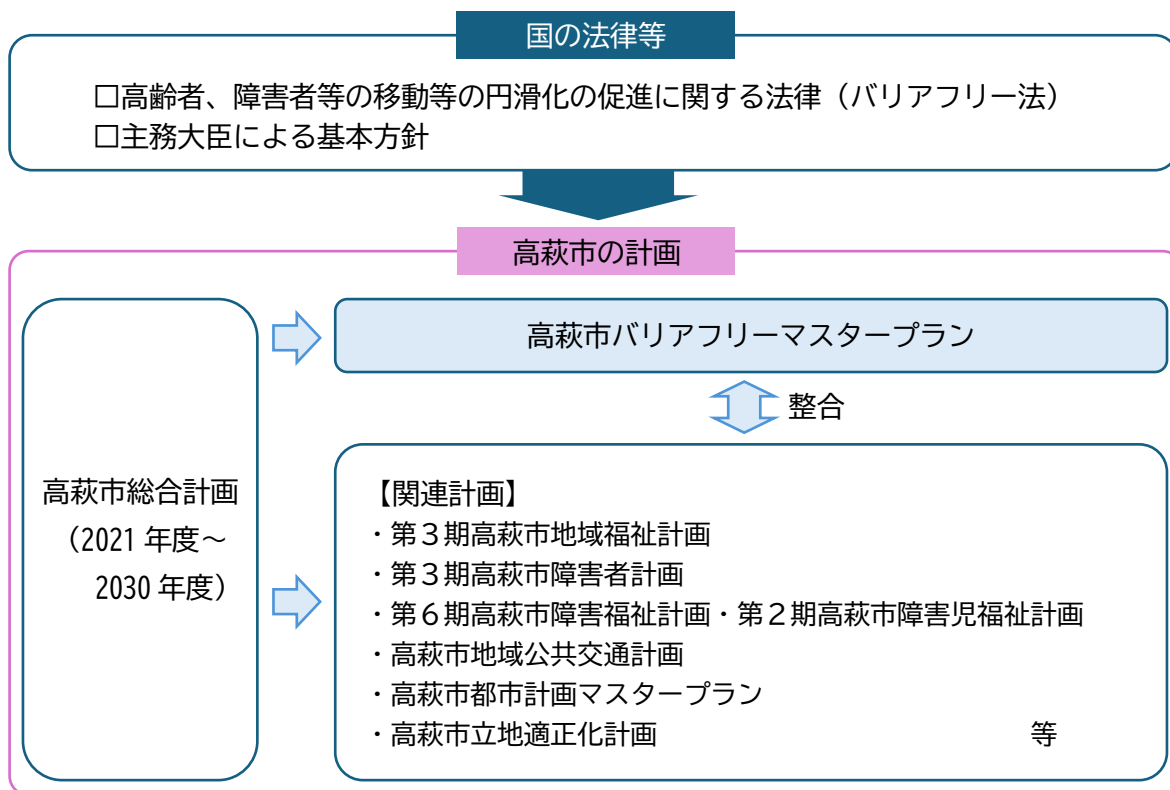 国の法律等
□高齢者、障害者等の移動等の円滑化の促進に関する法律（バリアフリー法）
□主務大臣による基本方針
高萩市の計画
高萩市総合計画
（2021 年度～
2030 年度）
高萩市バリアフリーマスタープラン
整合
【関連計画】
・第３期高萩市地域福祉計画
・第３期高萩市障害者計画
・第６期高萩市障害福祉計画・第２期高萩市障害児福祉計画
・高萩市地域公共交通計画
・高萩市都市計画マスタープラン
・高萩市立地適正化計画 等